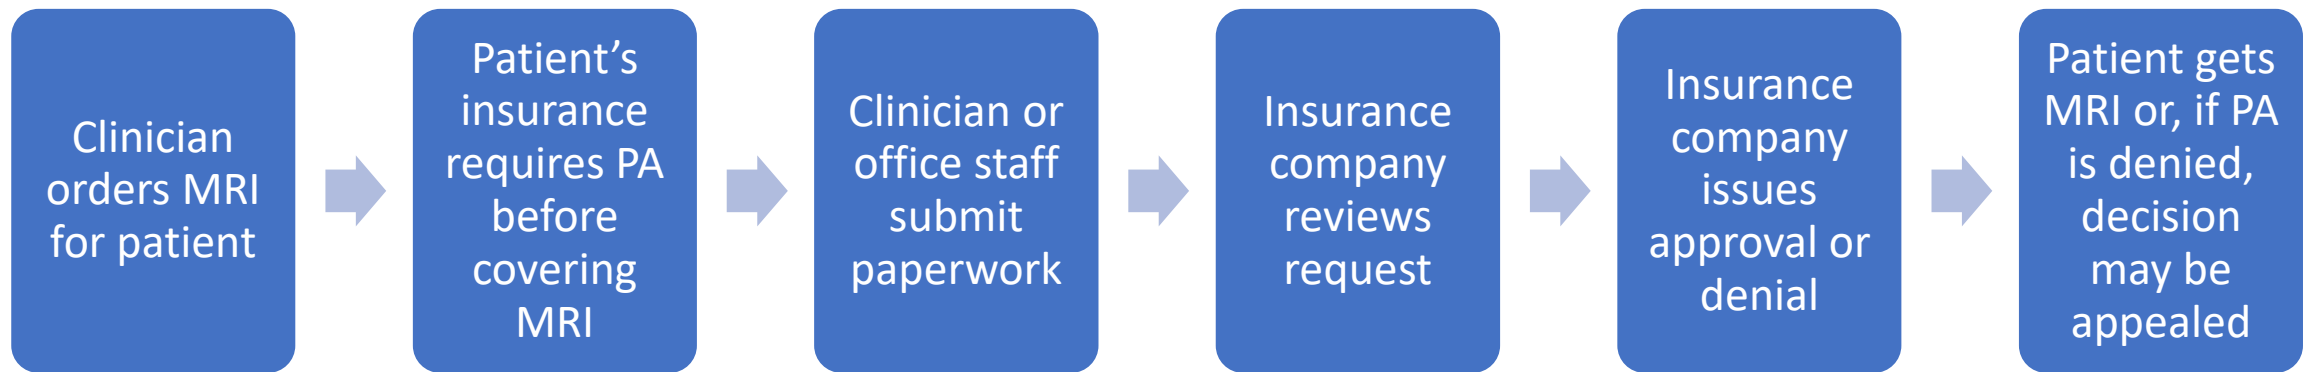 Clinician
orders MRI
for patient
Patient’s
insurance
requires PA
before
covering
MRI
Clinician or
office staff
submit
paperwork
Insurance
company
reviews
request
Insurance
company
issues
approval or
denial
Patient gets
MRI or, if PA
is denied,
decision
may be
appealed